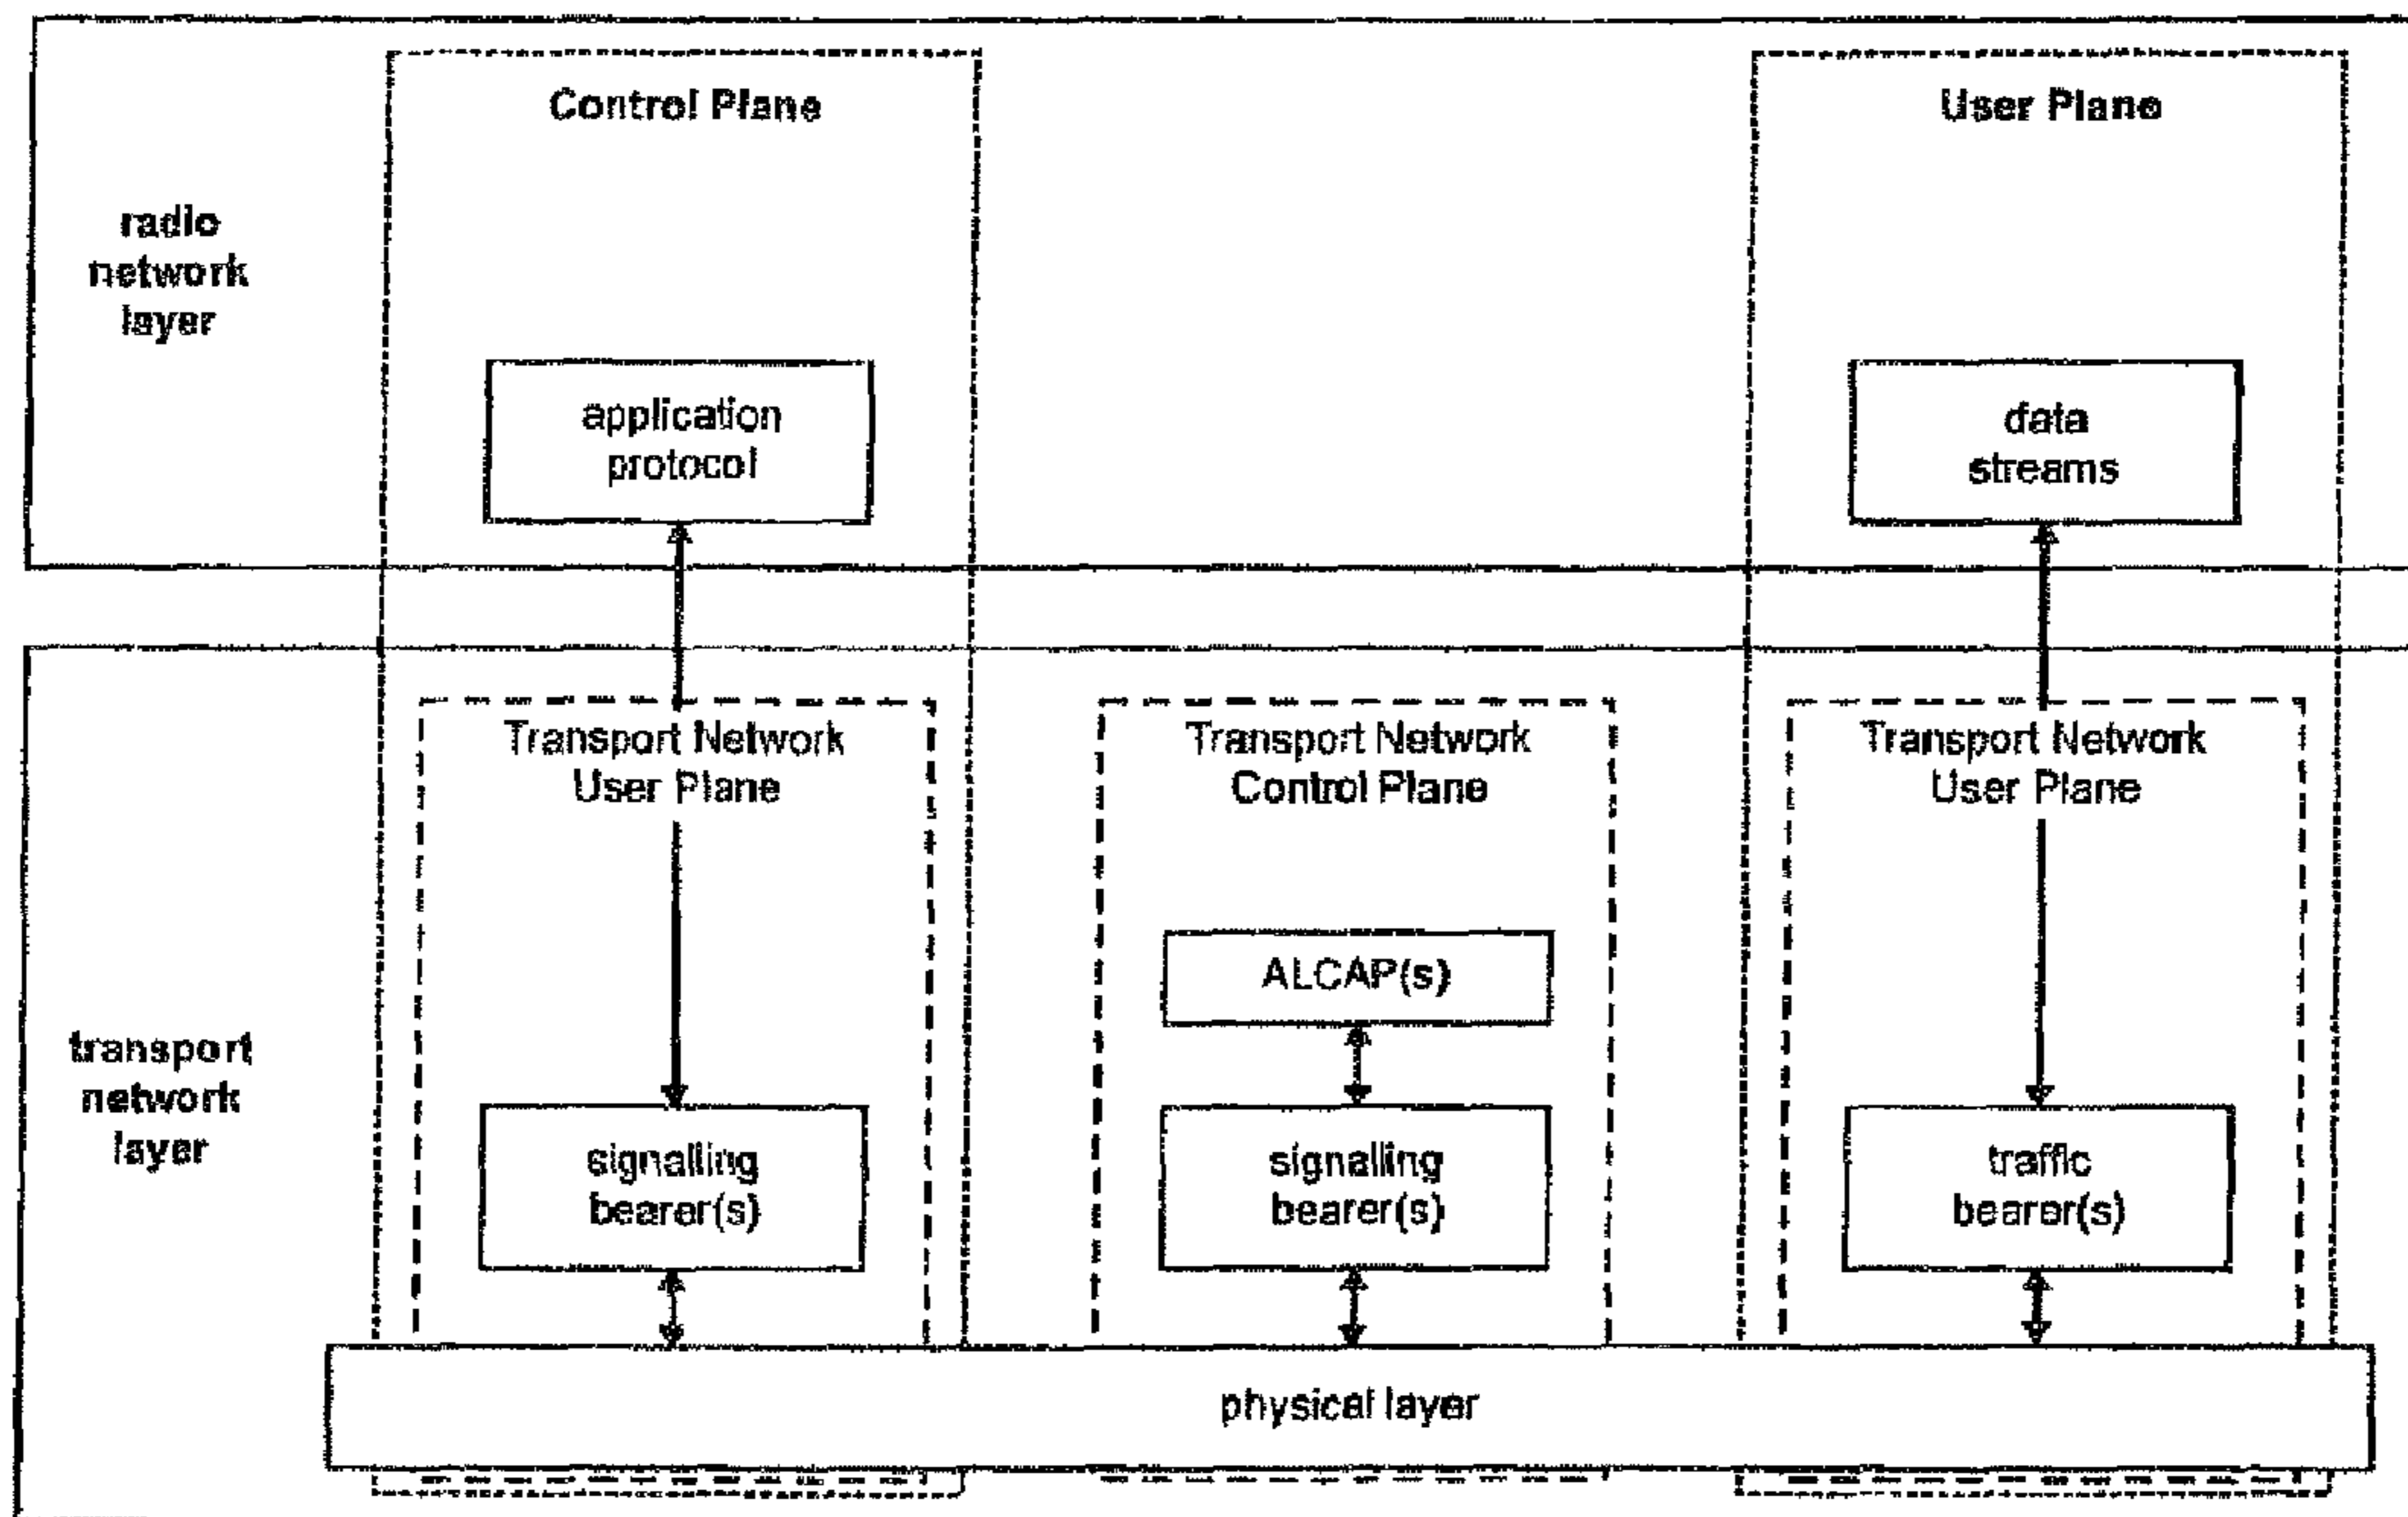 Control Plane
User Plane
radio
network
layer
application
protocol
data
streams
Transport Network
User Plane
Transport Network
Control Plane
Transport Network
User Plane
ALCAP(s)
transport
network
layer
signalling
bearer(s)
signalling
bearer(s)
traffic
bearer(s)
physical layer